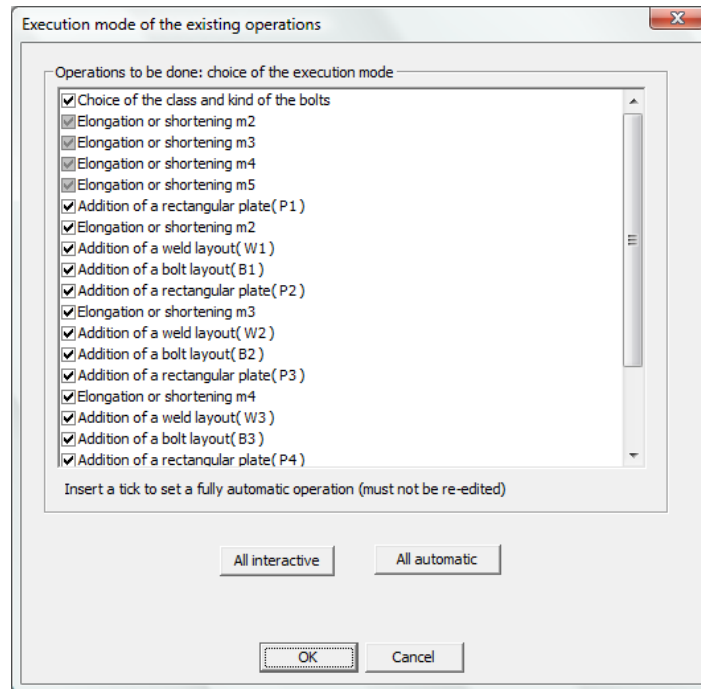 Execution mode of the existing operations
Operations to be done: choice of the execution mode
Choice of the class and kind of the bolts
Elongation or shortening m2
Elongation or shortening m3
Elongation or shortening m4
Elongation or shortening m5
Addition of a rectangular plate( P1 )
Elongation or shortening m2
Addition of a weld layout( W1 )
Addition of a bolt layout( B1 )
Addition of a rectangular plate( P2 )
Elongation or shortening m3
Addition of a weld layout( W2 )
Addition of a bolt layout( B2 )
Addition of a rectangular plate( P3 )
Elongation or shortening m4
Addition of a weld layout( W3 )
Addition of a bolt layout( B3 )
Addition of a rectangular plate( P4 )
Insert a tick to set a fully automatic operation (must not be re-edited)
All interactive All automatic
OK Cancel